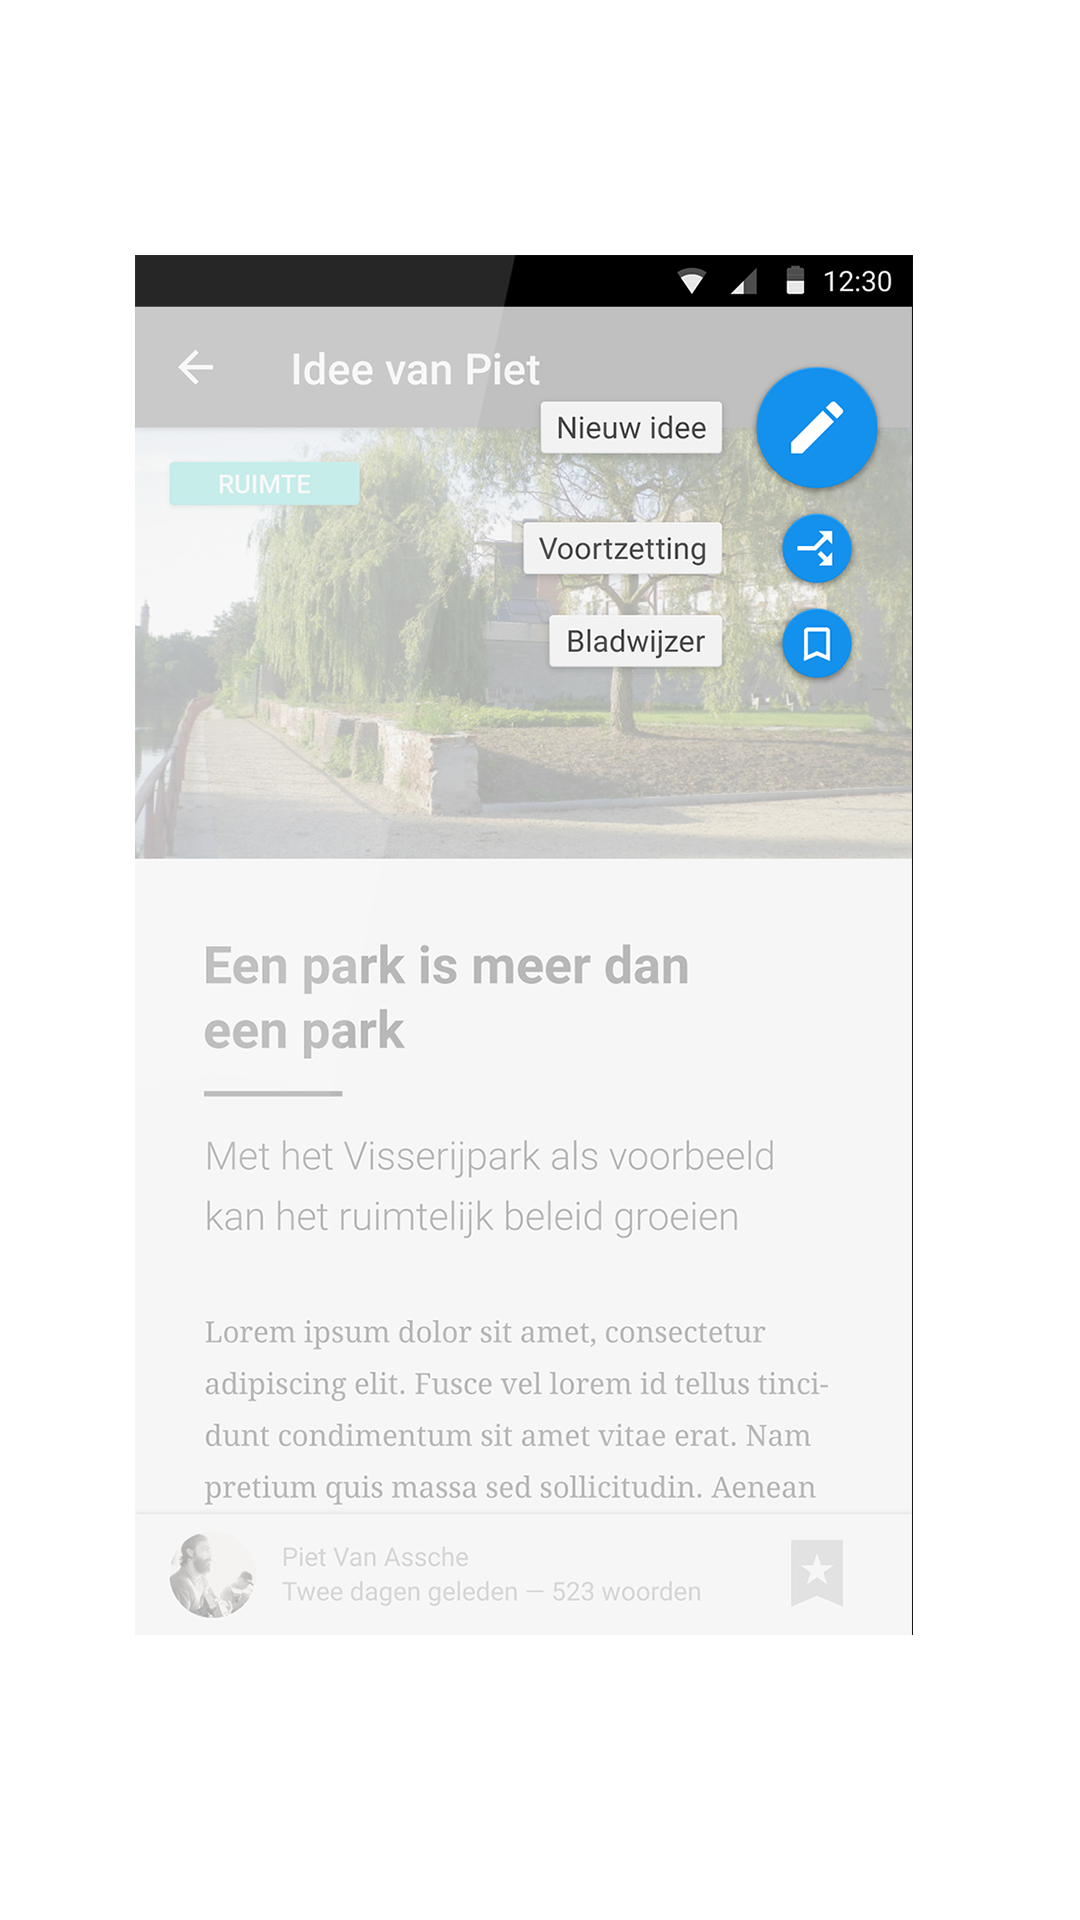 12:30
Idee van Piet
Nieuw idee
RUIMTE
Voortzetting
Bladwijzer
Een park is meer dan
een park
Met het Visserijpark als voorbeeld
kan het ruimtelijk beleid groeien
Lorem ipsum dolor sit amet, consectetur
adipiscing elit. Fusce vel lorem id tellus tinci-
dunt condimentum sit amet vitae erat. Nam
pretium quis massa sed sollicitudin. Aenean
Piet Van Assche
Twee dagen geleden — 523 woorden